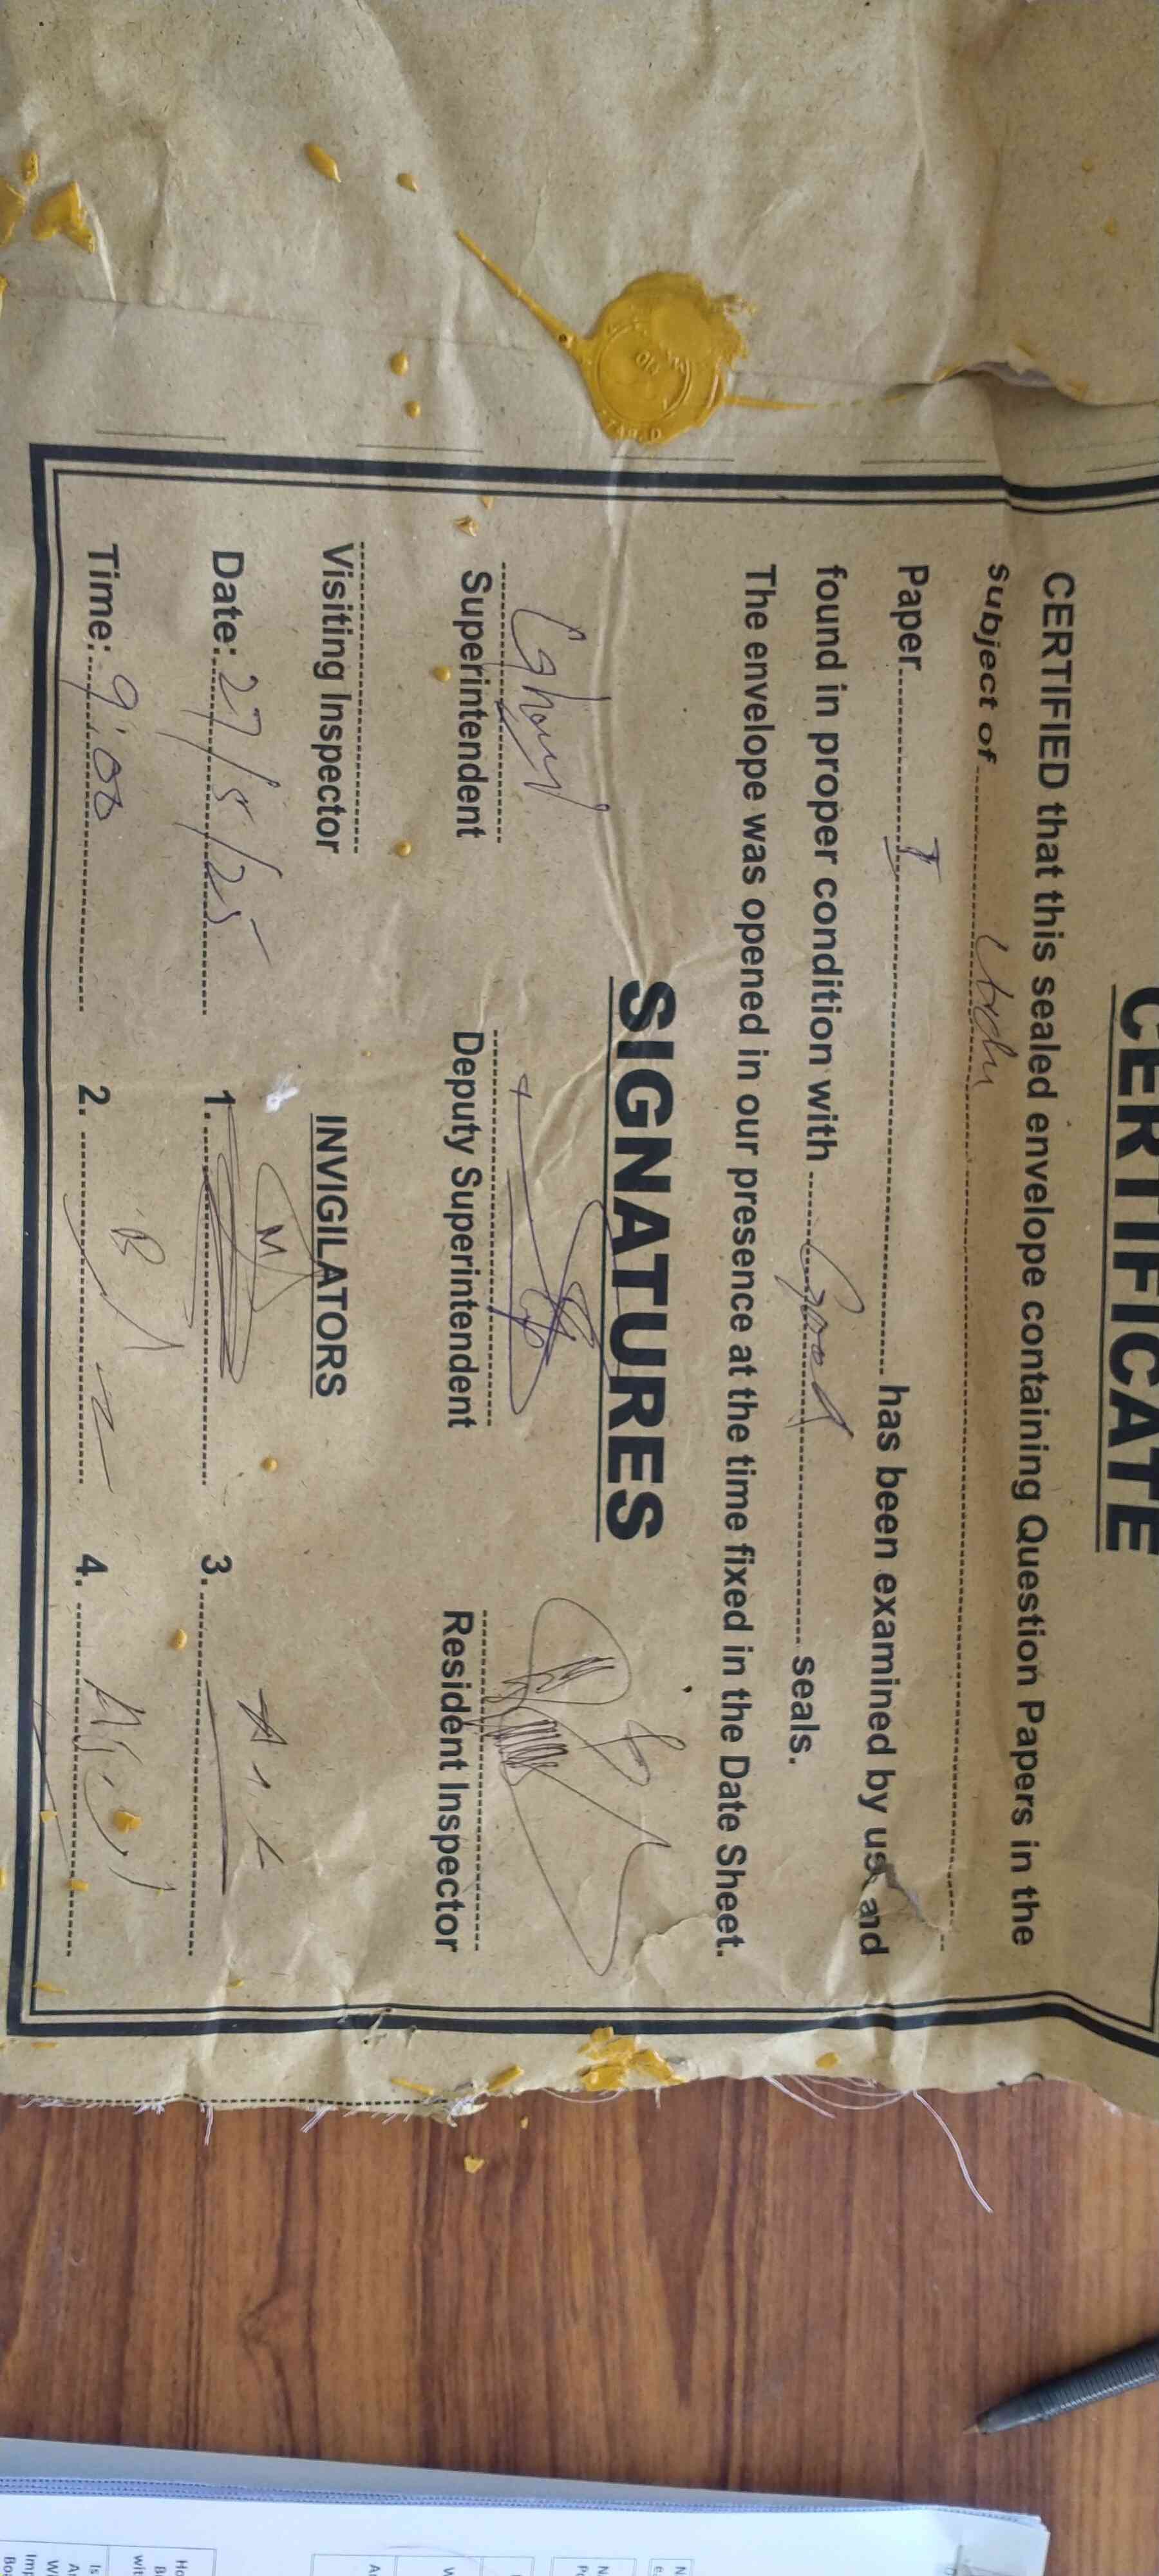 CERTIFICATE
CERTIFIED that this sealed envelope containing Question Papers in the
Subject of Urdu
Paper I has been examined by us and
found in proper condition with Good seals.
The envelope was opened in our presence at the time fixed in the Date Sheet.
SIGNATURES
Superintendent Deputy Superintendent Resident Inspector
Visiting Inspector INVIGILATORS
Date: 27/5/25 1. M 3.
Time: 9:00 2. 4.